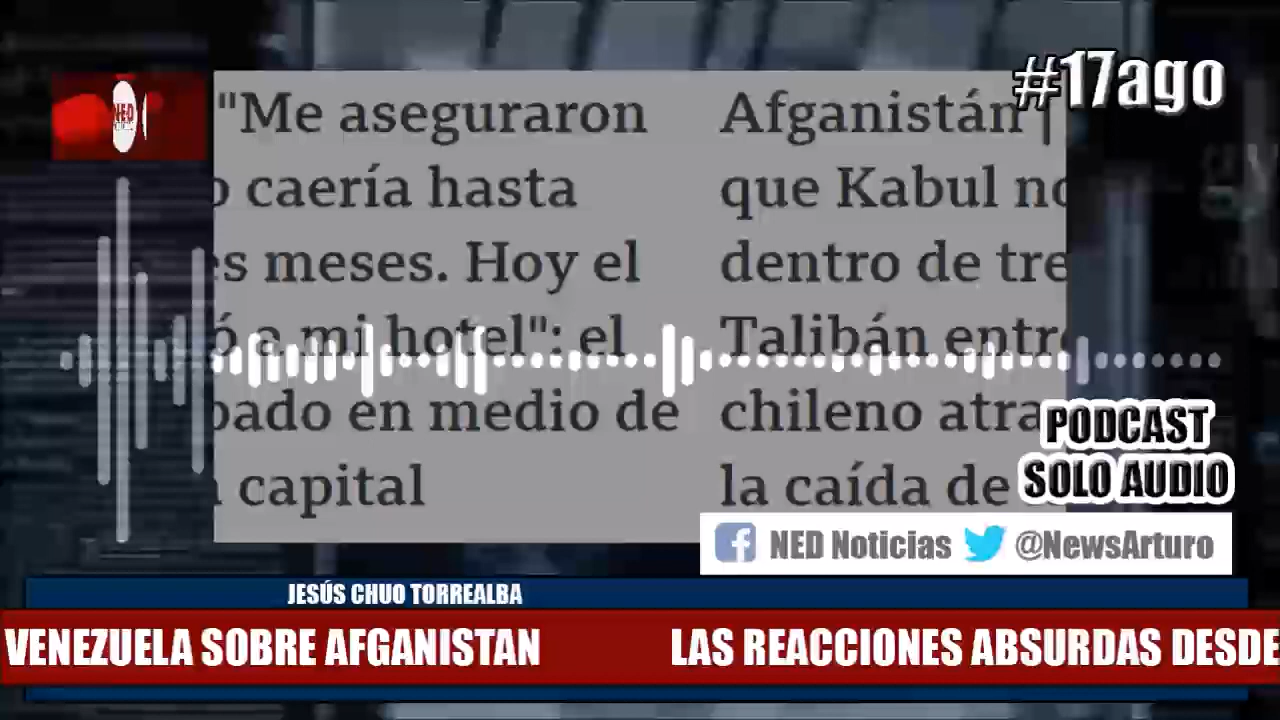 #17ago
NED
"Me aseguraron
caería hasta
meses. Hoy el
a mi hotel": el
en medio de
capital
Afganistán |
que Kabul
dentro de
Talibán
chileno
la caída de
PODCAST
SOLO AUDIO
NED Noticias @NewsArturo
JESÚS CHUO TORREALBA
VENEZUELA SOBRE AFGANISTAN LAS REACCIONES ABSURDAS DESDE